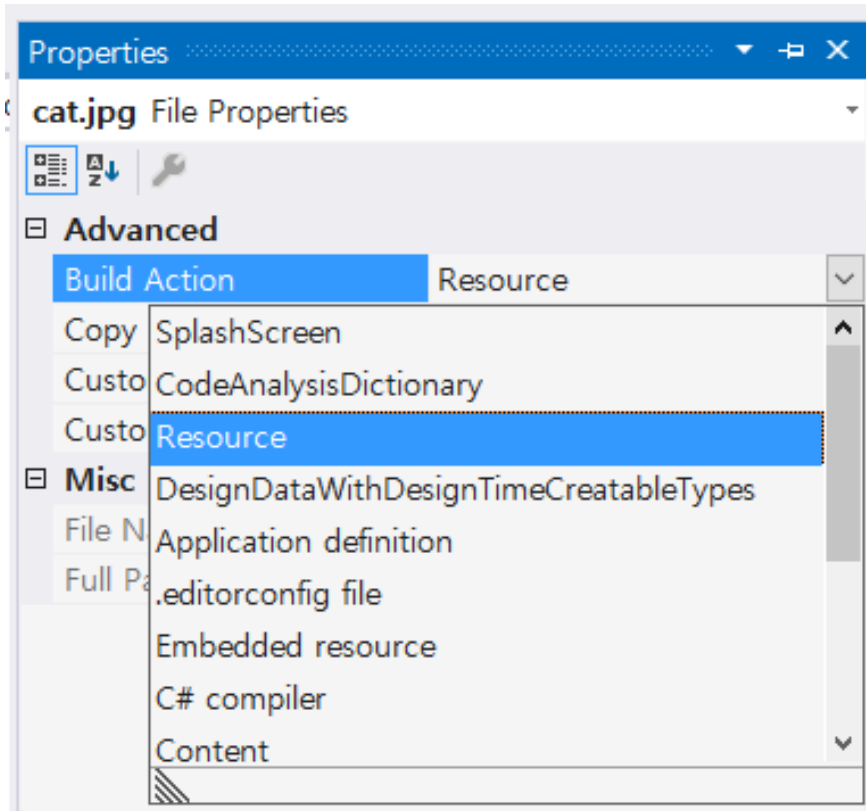 Properties
cat.jpg File Properties
Advanced
Build Action Resource
Copy
SplashScreen
Custo
CodeAnalysisDictionary
Custo
Resource
Misc
DesignDataWithDesignTimeCreatableTypes
File N
Application definition
Full Pa
.editorconfig file
Embedded resource
C# compiler
Content